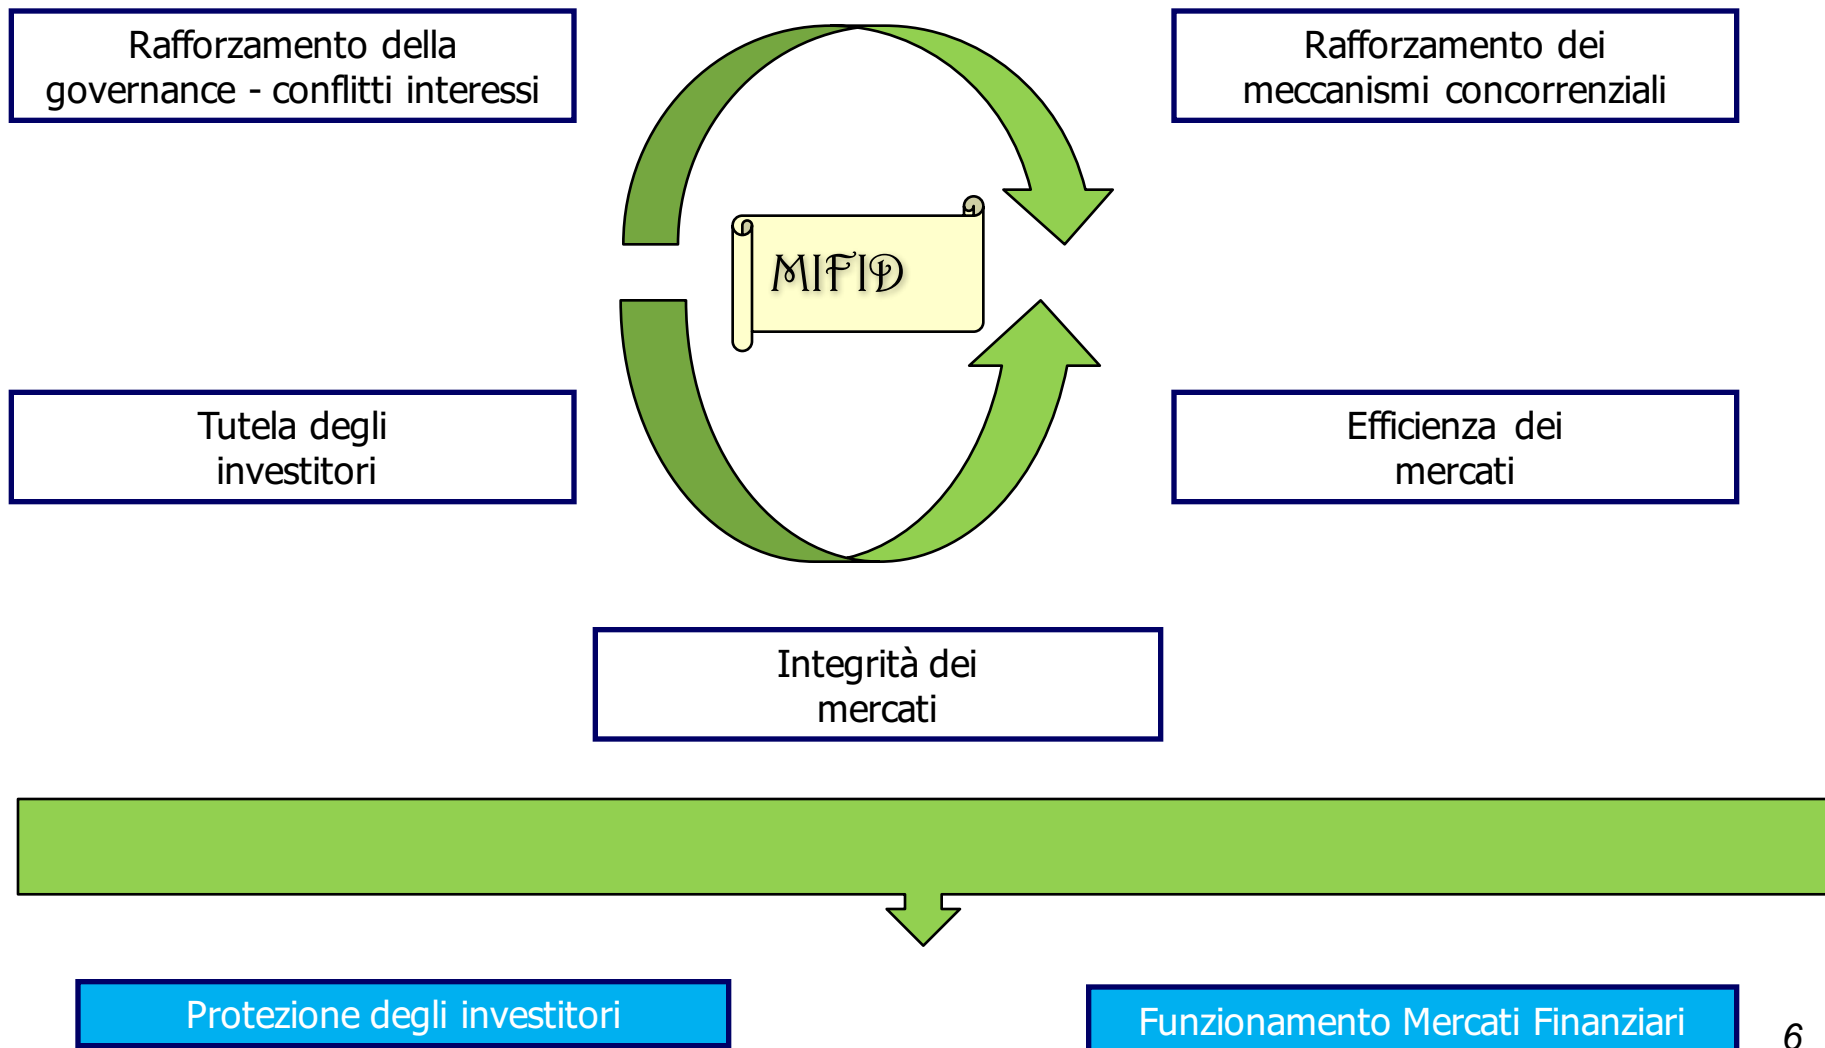 Rafforzamento della
governance - conflitti interessi
Rafforzamento dei
meccanismi concorrenziali
MIFID
Tutela degli
investitori
Efficienza dei
mercati
Integrità dei
mercati
Protezione degli investitori
Funzionamento Mercati Finanziari
6